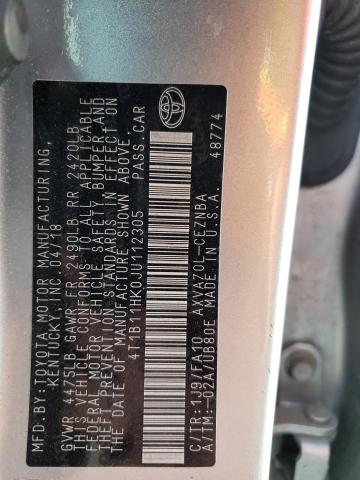 MFD. BY: TOYOTA MOTOR MANUFACTURING,
KENTUCKY, INC. 04/18
GVWR 4475LB GAWR FR 2490LB RR 2420LB
THIS VEHICLE CONFORMS TO ALL APPLICABLE
FEDERAL MOTOR VEHICLE SAFETY, BUMPER, AND
THEFT PREVENTION STANDARDS IN EFFECT ON THE
DATE OF MANUFACTURE SHOWN ABOVE.
4T1B11HK0JU112305 PASS. CAR
C/TR: 1J9/FA10 AXVA70L-CEZNBA
A/TM: -02A/UB80E MADE IN U.S.A. 48774